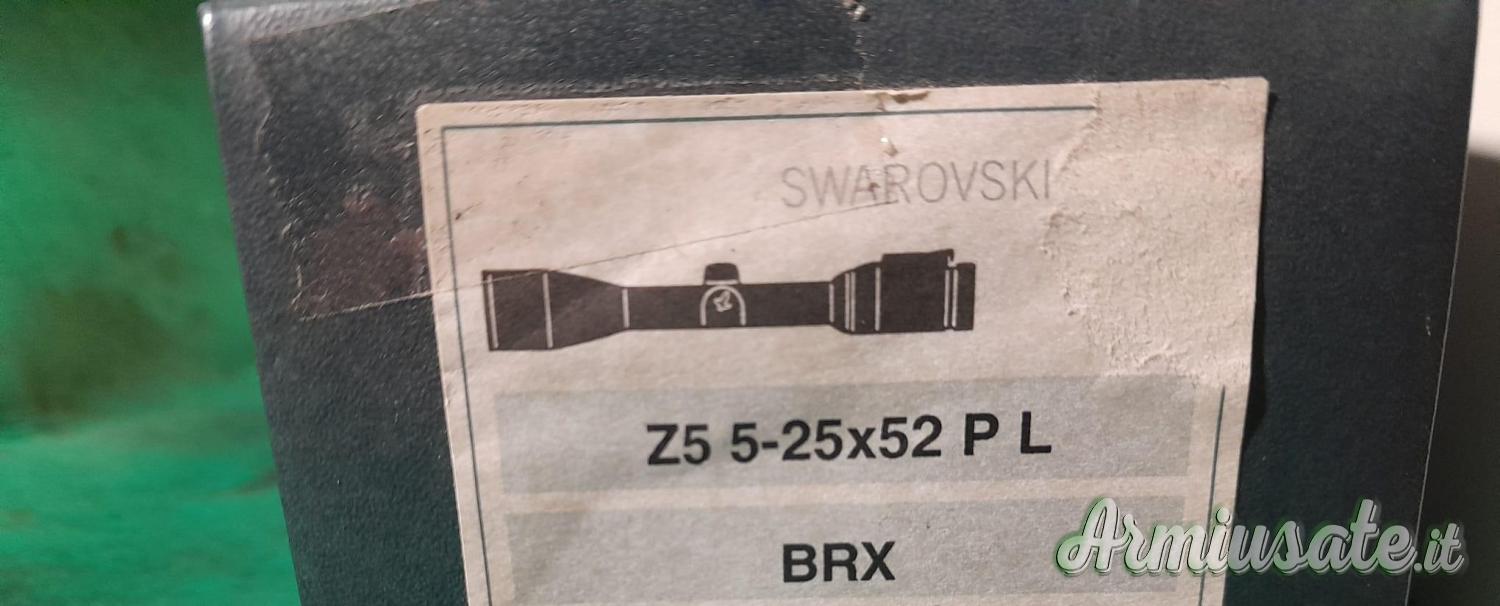 SWAROVSKI
Z5 5-25x52 P L
BRX
Armiusate.it